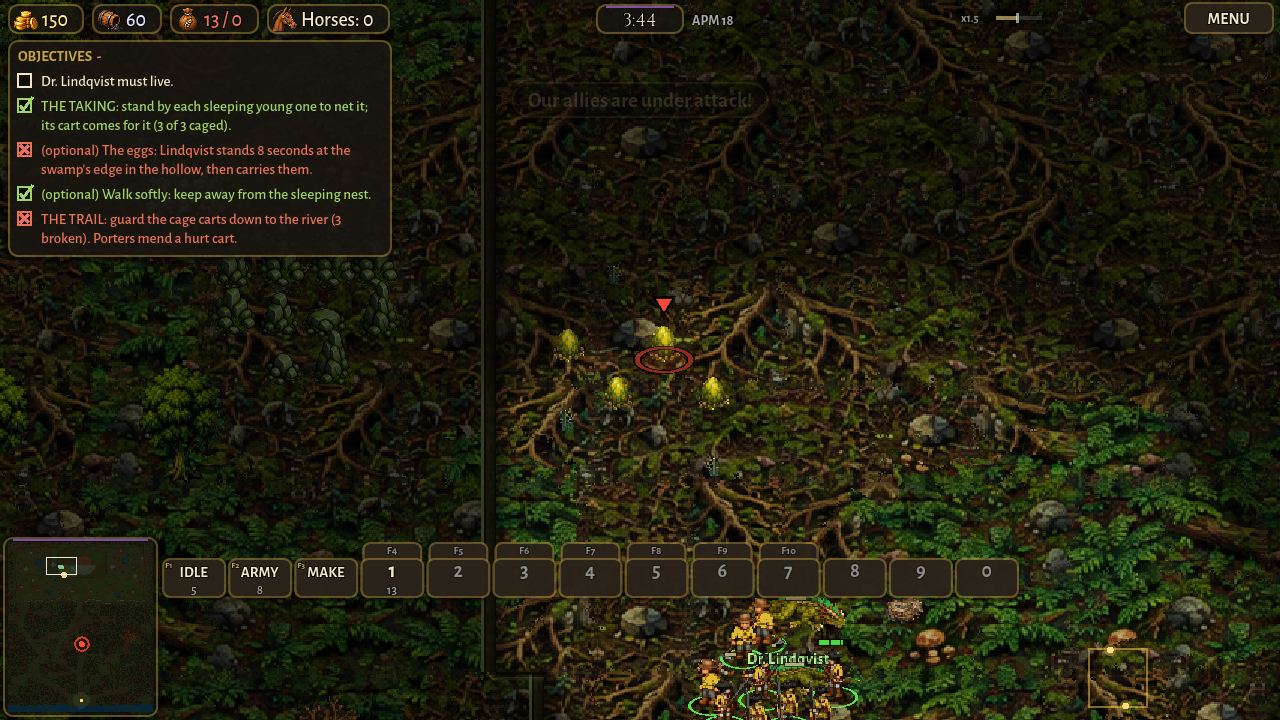 150
60
13 / 0
Horses: 0
3:44
APM 18
x1.5
MENU
OBJECTIVES -
Dr. Lindqvist must live.
THE TAKING: stand by each sleeping young one to net it;
its cart comes for it (3 of 3 caged).
(optional) The eggs: Lindqvist stands 8 seconds at the
swamp's edge in the hollow, then carries them.
(optional) Walk softly: keep away from the sleeping nest.
THE TRAIL: guard the cage carts down to the river (3
broken). Porters mend a hurt cart.
Our allies are under attack!
F4
F5
F6
F7
F8
F9
F10
F1
IDLE
5
F2
ARMY
8
F3
MAKE
1
13
2
3
4
5
6
7
8
9
0
Dr. Lindqvist